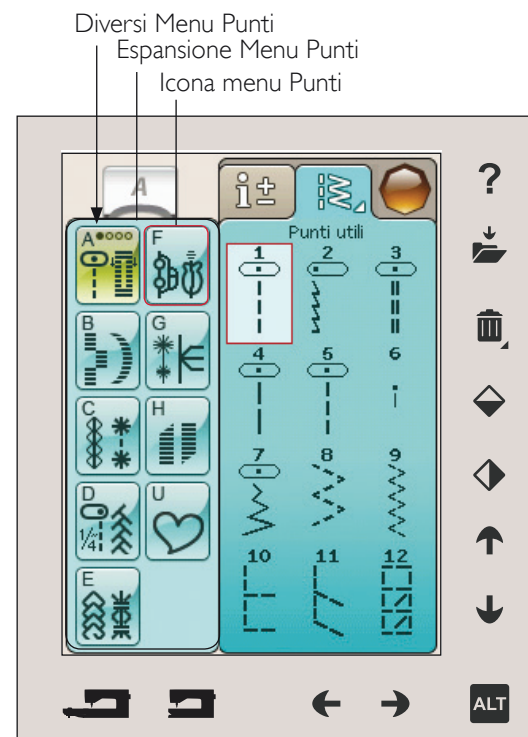 Diversi Menu Punti
Espansione Menu Punti
Icona menu Punti
A
i±
?
Punti utili
A
F
1
2
3
B
G
4
5
6
C
H
7
8
9
D
1/4
U
10
11
12
E
ALT